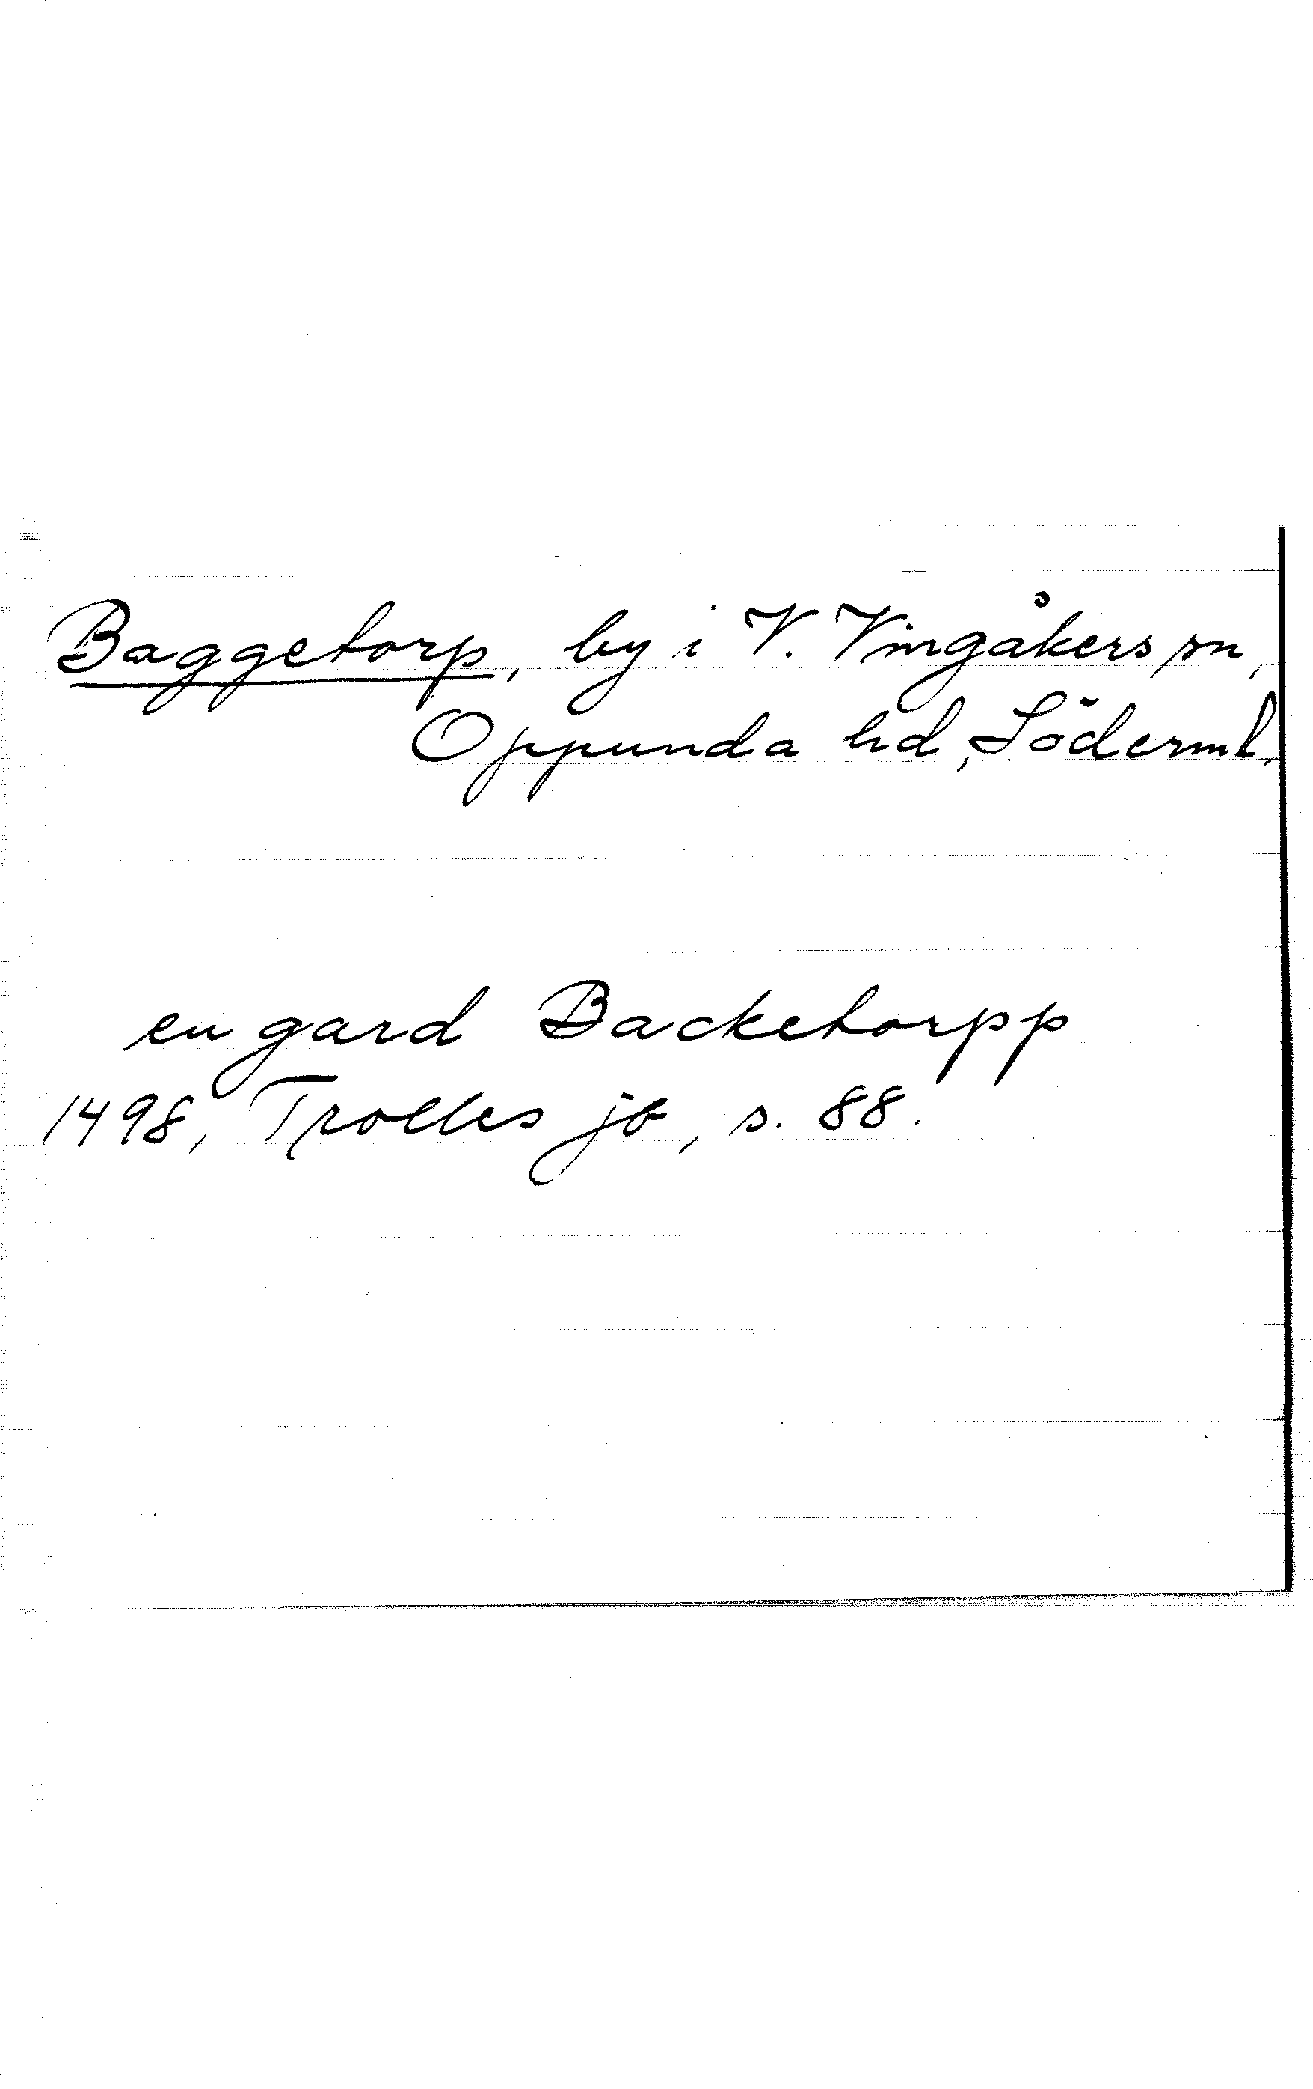 Baggetorp, by i V. Vingåkers sn,
Oppunda hd, Söderml.
en gard Backetorpp
1498, Trolles jb, s. 88.